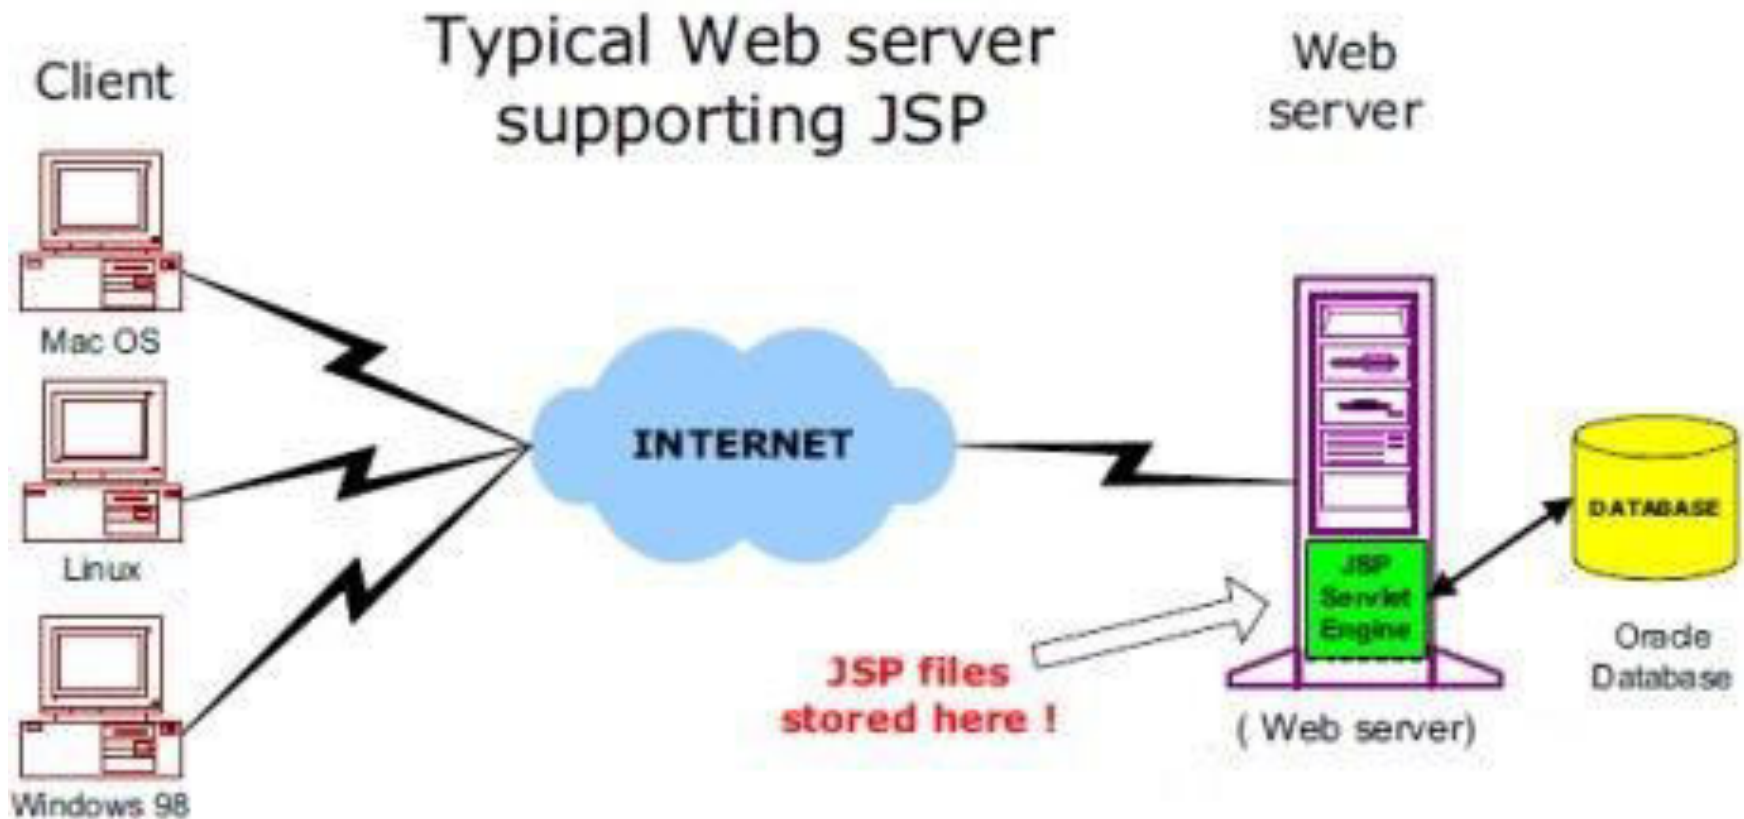 Typical Web server
supporting JSP
Client
Web
server
Mac OS
Linux
Windows 98
INTERNET
JSP
Servlet
Engine
DATABASE
Oracle
Database
JSP files
stored here !
( Web server)